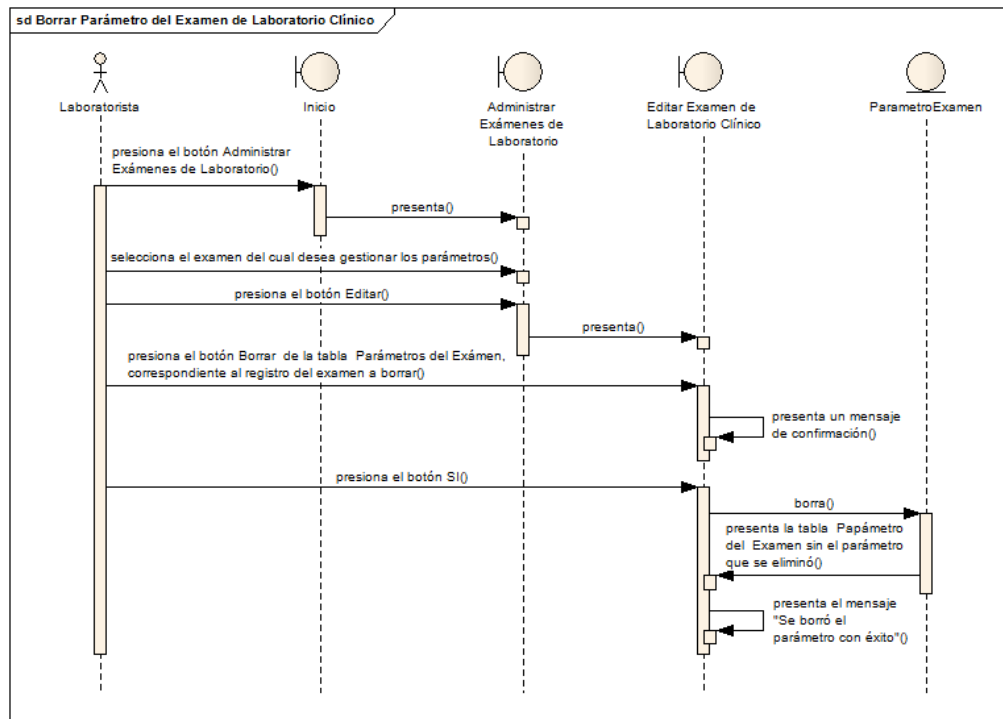 sd Borrar Parámetro del Examen de Laboratorio Clínico
Laboratorista
Inicio
Administrar
Exámenes de
Laboratorio
Editar Examen de
Laboratorio Clínico
ParametroExamen
presiona el botón Administrar
Exámenes de Laboratorio()
presenta()
selecciona el examen del cual desea gestionar los parámetros()
presiona el botón Editar()
presenta()
presiona el botón Borrar de la tabla Parámetros del Exámen,
correspondiente al registro del examen a borrar()
presenta un mensaje
de confirmación()
presiona el botón SI()
borra()
presenta la tabla Papámetro
del Examen sin el parámetro
que se eliminó()
presenta el mensaje
"Se borró el
parámetro con éxito"()